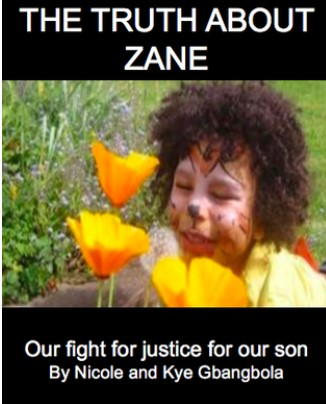 THE TRUTH ABOUT
ZANE
Our fight for justice for our son
By Nicole and Kye Gbangbola